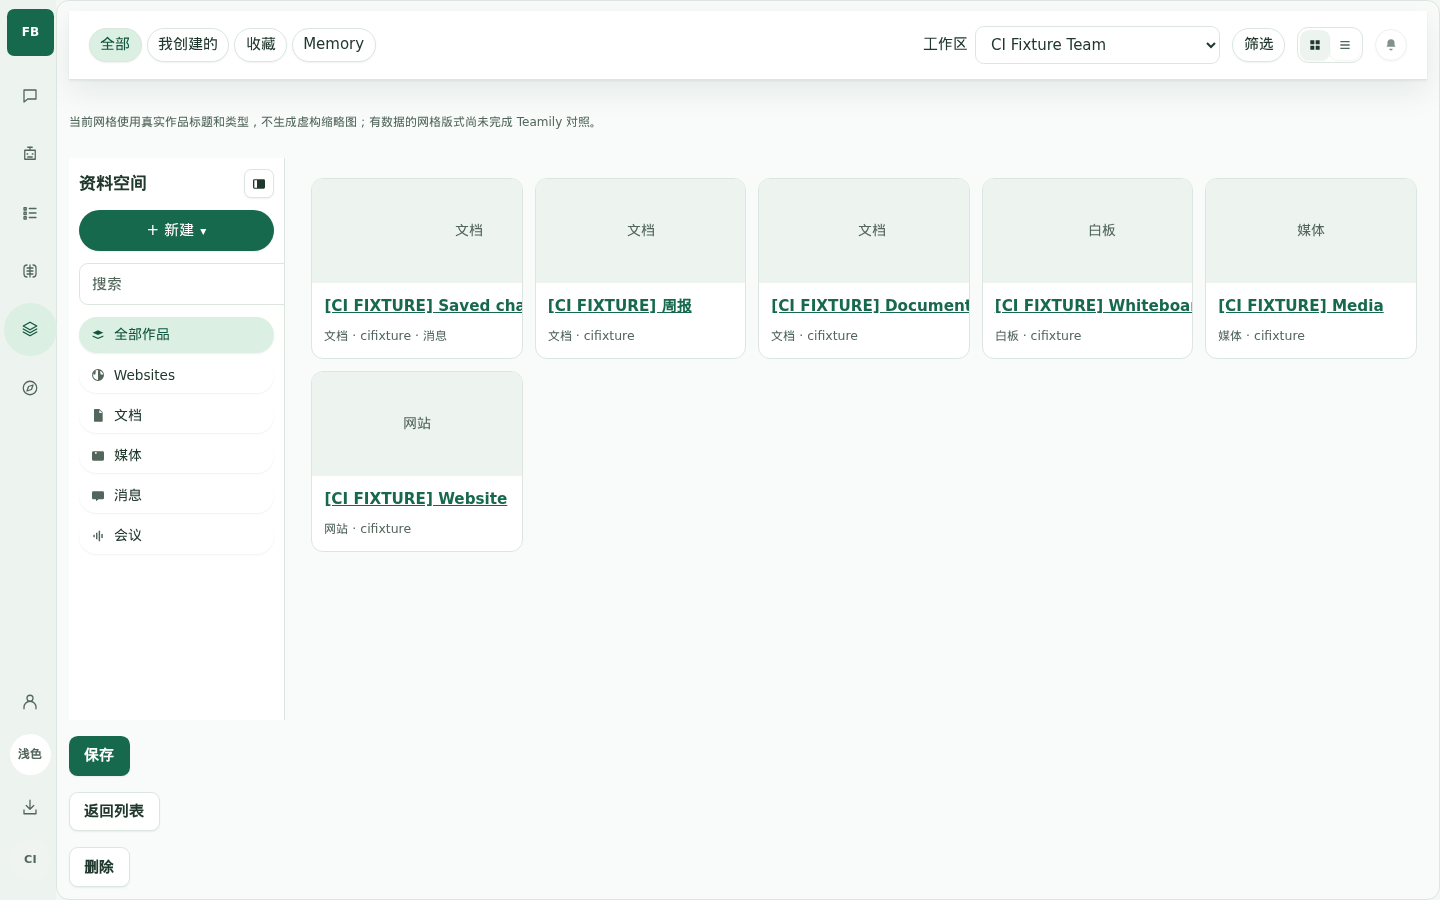 FB
全部 我创建的 收藏 Memory 工作区 CI Fixture Team 筛选
当前网格使用真实作品标题和类型，不生成虚构缩略图；有数据的网格版式尚未完成 Teamily 对照。
资料空间
+ 新建 ▾
搜索
全部作品
Websites
文档
媒体
消息
会议
文档
[CI FIXTURE] Saved cha
文档 · cifixture · 消息
文档
[CI FIXTURE] 周报
文档 · cifixture
文档
[CI FIXTURE] Document
文档 · cifixture
白板
[CI FIXTURE] Whiteboar
白板 · cifixture
媒体
[CI FIXTURE] Media
媒体 · cifixture
网站
[CI FIXTURE] Website
网站 · cifixture
浅色
CI
保存
返回列表
删除